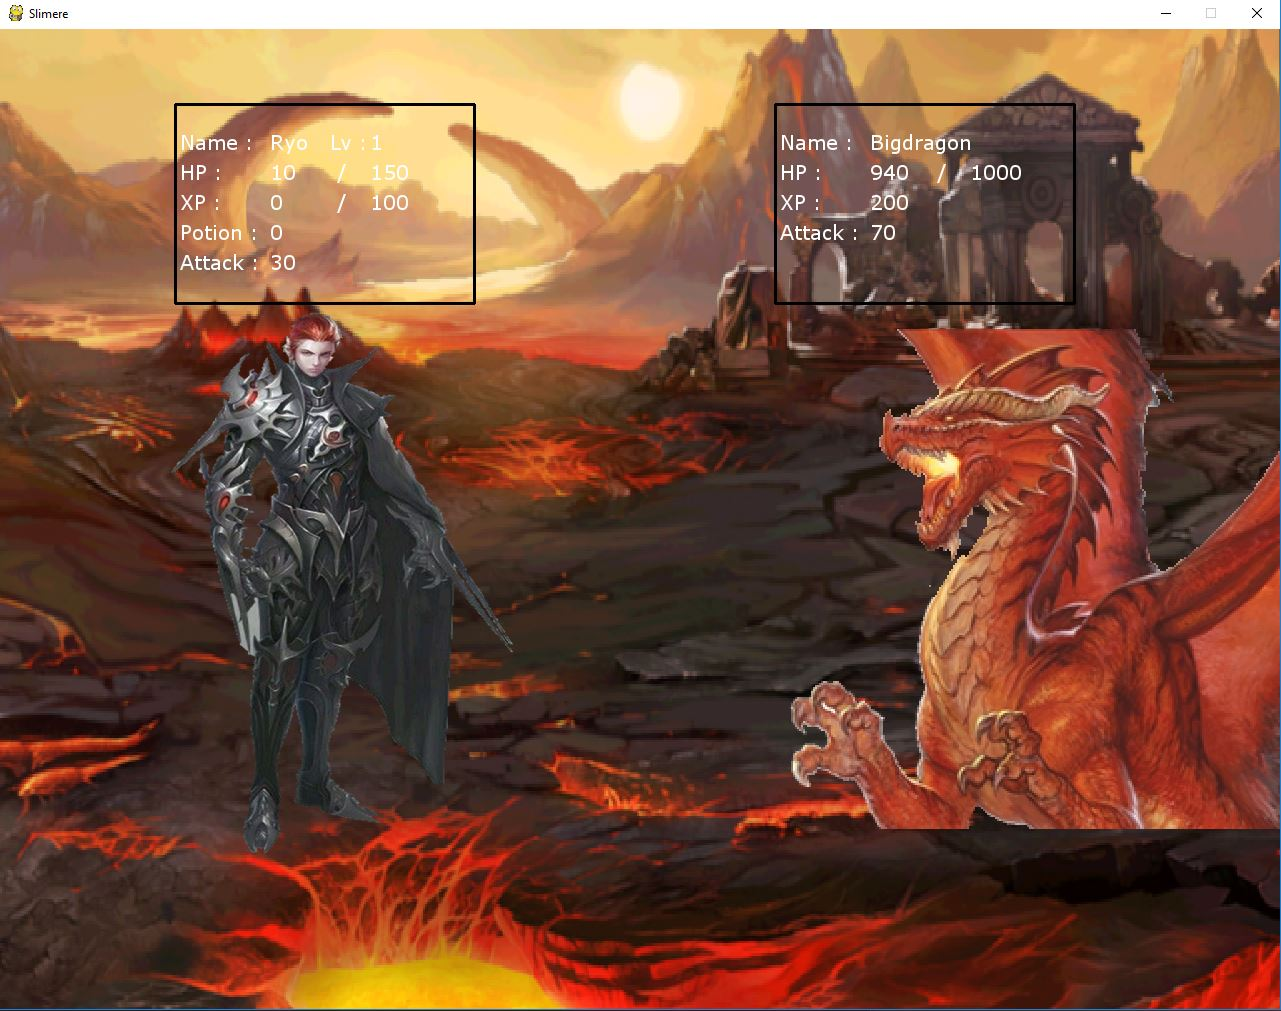 Slimere
Name : Ryo Lv : 1
HP : 10 / 150
XP : 0 / 100
Potion : 0
Attack : 30
Name : Bigdragon
HP : 940 / 1000
XP : 200
Attack : 70